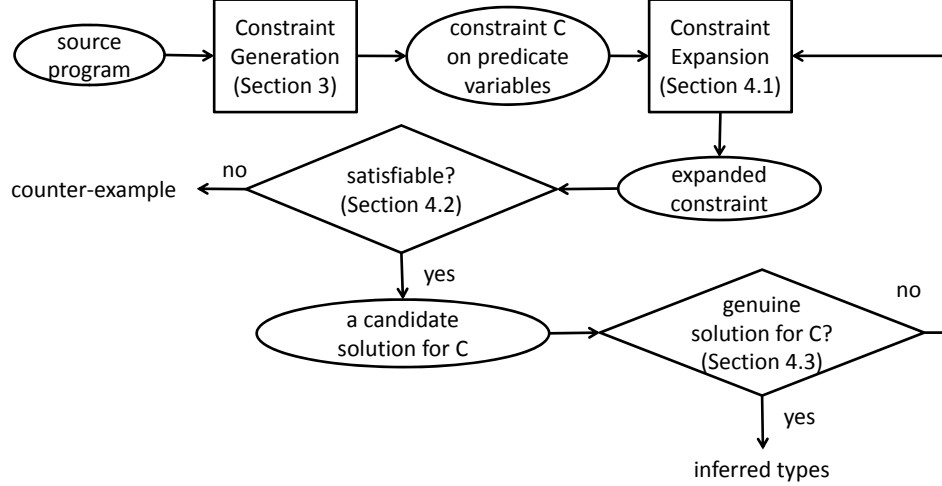 source
program
Constraint
Generation
(Section 3)
constraint C
on predicate
variables
Constraint
Expansion
(Section 4.1)
counter-example
no
satisfiable?
(Section 4.2)
expanded
constraint
yes
a candidate
solution for C
genuine
solution for C?
(Section 4.3)
no
yes
inferred types